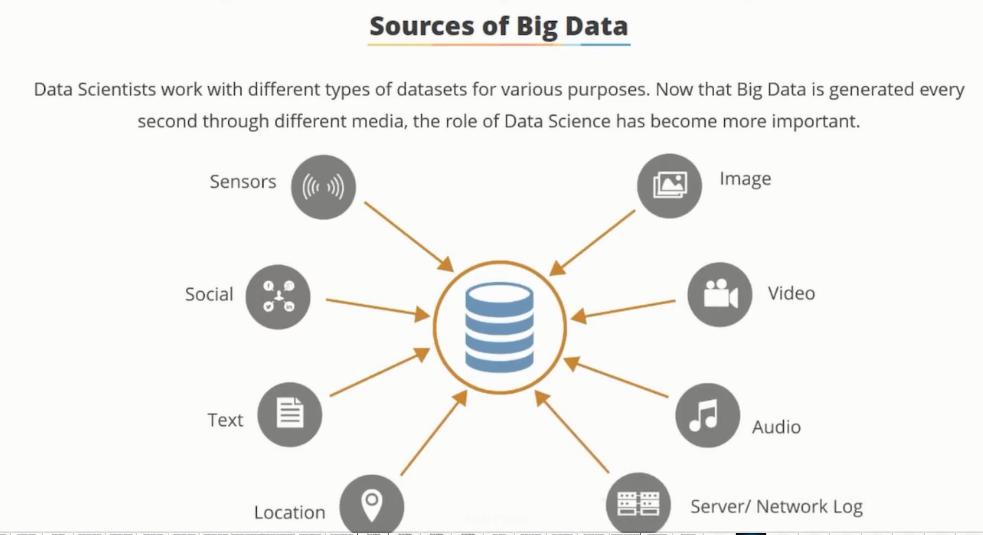 Sources of Big Data
Data Scientists work with different types of datasets for various purposes. Now that Big Data is generated every
second through different media, the role of Data Science has become more important.
Sensors
Image
Social
Video
Text
Audio
Location
Server/ Network Log